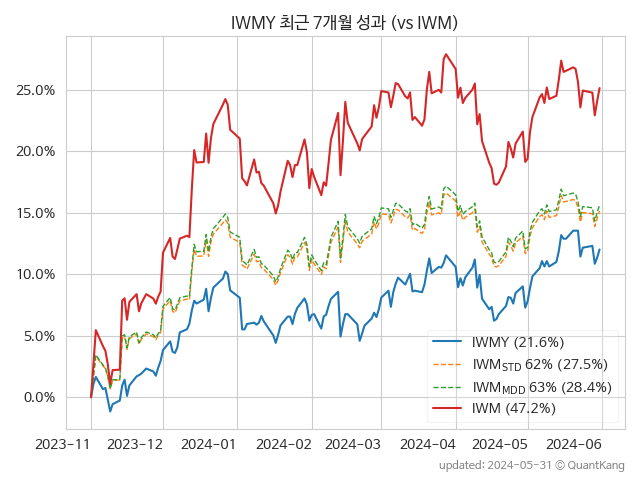 IWMY 최근 7개월 성과 (vs IWM)
25.0%
20.0%
15.0%
10.0%
5.0%
0.0%
IWMY (21.6%)
IWM_STD 62% (27.5%)
IWM_MDD 63% (28.4%)
IWM (47.2%)
2023-11 2023-12 2024-01 2024-02 2024-03 2024-04 2024-05 2024-06
updated: 2024-05-31 © QuantKang